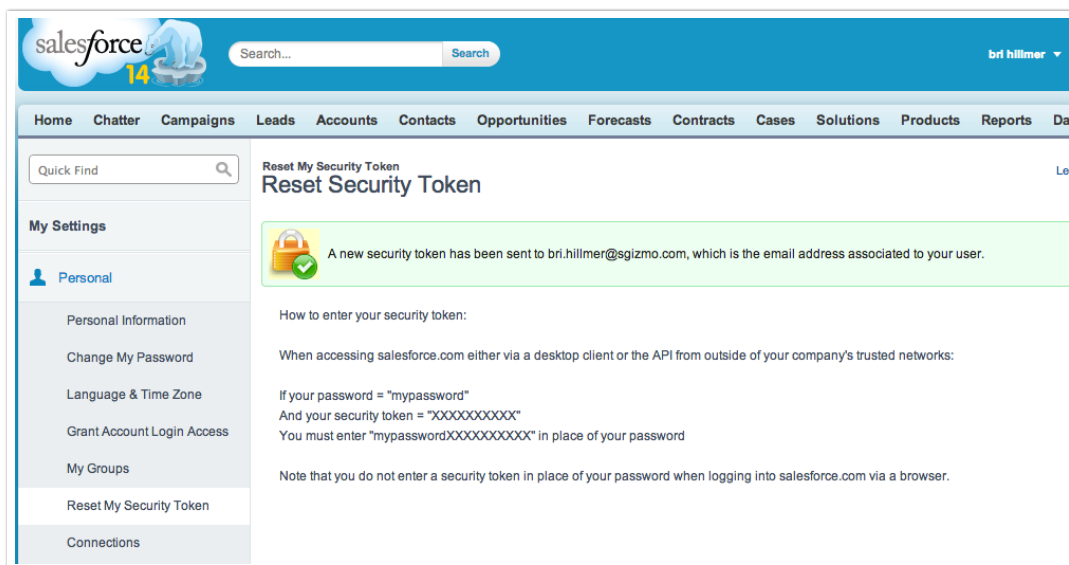 salesforce
14
Search...
Search
bri hillmer
Home Chatter Campaigns Leads Accounts Contacts Opportunities Forecasts Contracts Cases Solutions Products Reports Da
Quick Find
My Settings
Personal
Personal Information
Change My Password
Language & Time Zone
Grant Account Login Access
My Groups
Reset My Security Token
Connections
Reset My Security Token
Le
Reset Security Token
A new security token has been sent to bri.hillmer@sgizmo.com, which is the email address associated to your user.
How to enter your security token:
When accessing salesforce.com either via a desktop client or the API from outside of your company's trusted networks:
If your password = "mypassword"
And your security token = "XXXXXXXXXX"
You must enter "mypasswordXXXXXXXXXX" in place of your password
Note that you do not enter a security token in place of your password when logging into salesforce.com via a browser.